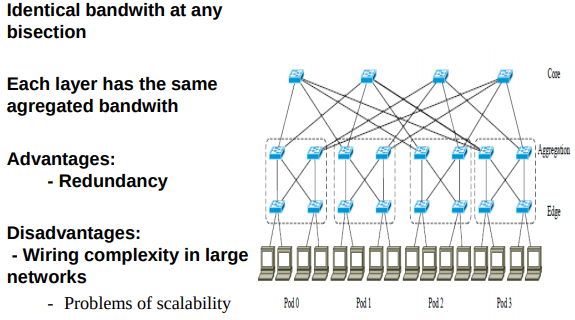 Identical bandwith at any
bisection
Each layer has the same
agregated bandwith
Advantages:
- Redundancy
Disadvantages:
- Wiring complexity in large
networks
- Problems of scalability
Core
Aggregation
Edge
Pod 0
Pod 1
Pod 2
Pod 3